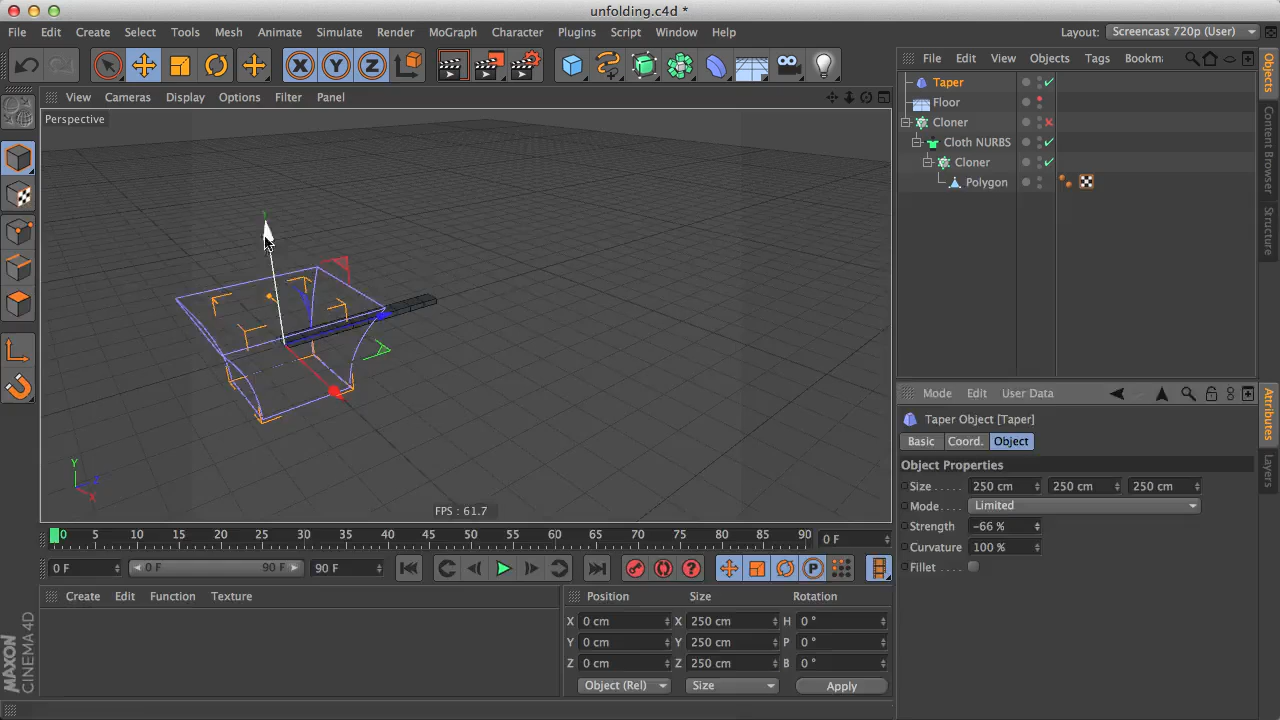 unfolding.c4d *
File Edit Create Select Tools Mesh Animate Simulate Render MoGraph Character Plugins Script Window Help Layout: Screencast 720p (User)
X Y Z
File Edit View Objects Tags Bookm
View Cameras Display Options Filter Panel
Perspective
Taper
Floor
Cloner
Cloth NURBS
Cloner
Polygon
Objects
Content Browser
Structure
Y
Y
Z
X
FPS : 61.7
Mode Edit User Data
Taper Object [Taper]
Basic Coord. Object
Object Properties
Size 250 cm 250 cm 250 cm
Mode Limited
Strength -66 %
Curvature 100 %
Fillet
Attributes
Layers
0 5 10 15 20 25 30 35 40 45 50 55 60 65 70 75 80 85 90 0 F
0 F 0 F 90 F 90 F
? P
Create Edit Function Texture
Position Size Rotation
X 0 cm X 250 cm H 0 °
Y 0 cm Y 250 cm P 0 °
Z 0 cm Z 250 cm B 0 °
Object (Rel) Size Apply
MAXON
CINEMA 4D